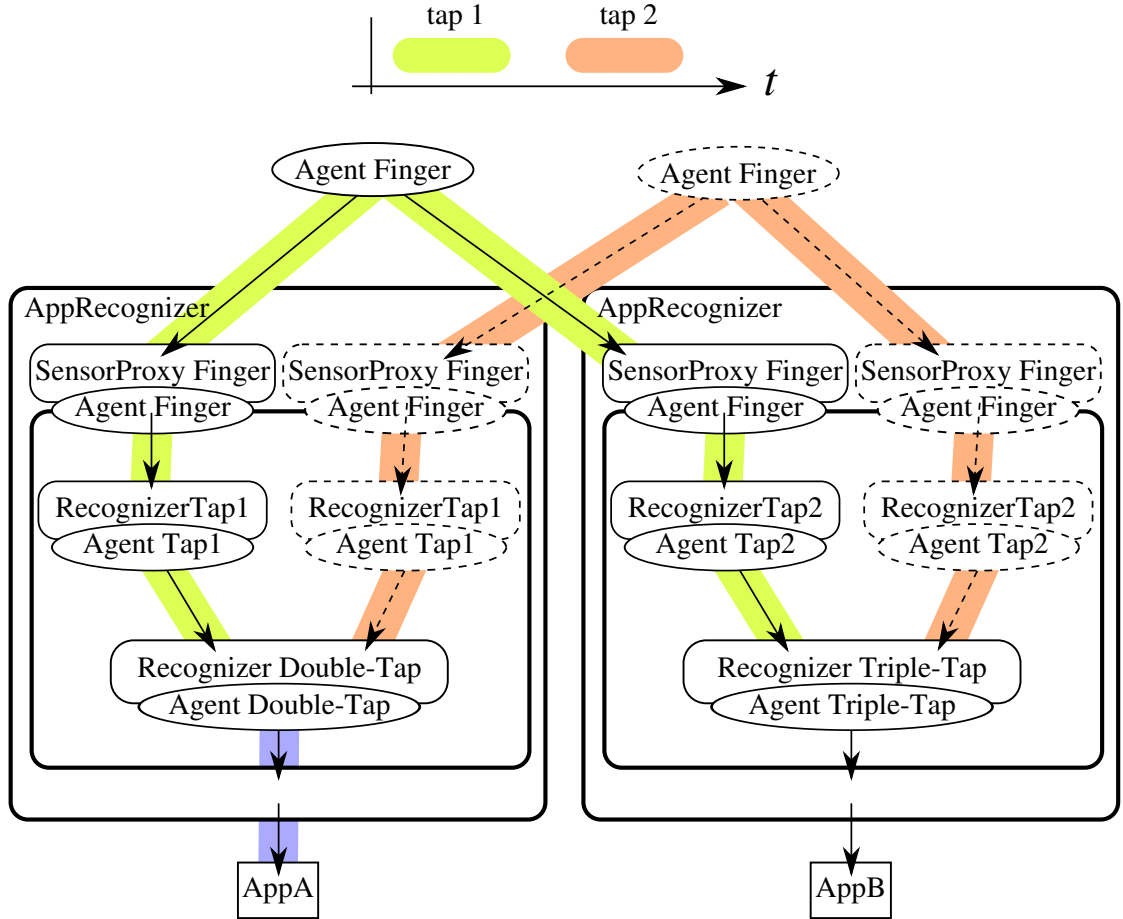 tap 1 tap 2
t
Agent Finger Agent Finger
AppRecognizer AppRecognizer
SensorProxy Finger SensorProxy Finger SensorProxy Finger SensorProxy Finger
Agent Finger Agent Finger Agent Finger Agent Finger
RecognizerTap1 RecognizerTap1 RecognizerTap2 RecognizerTap2
Agent Tap1 Agent Tap1 Agent Tap2 Agent Tap2
Recognizer Double-Tap Recognizer Triple-Tap
Agent Double-Tap Agent Triple-Tap
AppA AppB